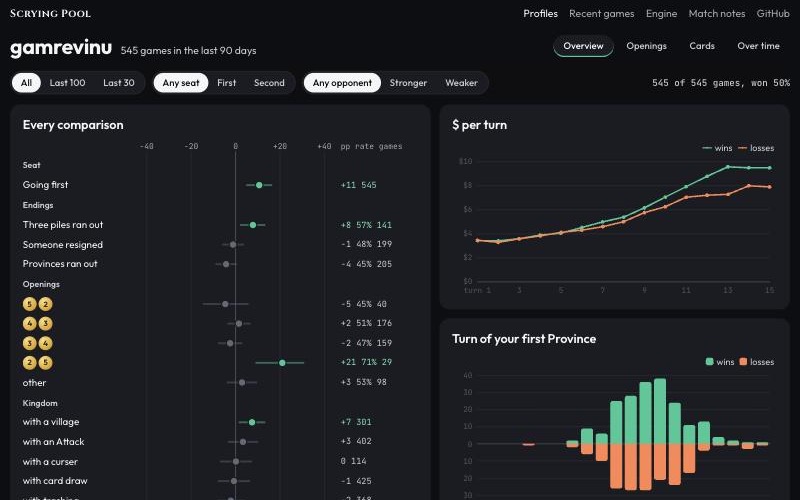 Scrying Pool
Profiles Recent games Engine Match notes GitHub
gamrevinu 545 games in the last 90 days
Overview Openings Cards Over time
All Last 100 Last 30 Any seat First Second Any opponent Stronger Weaker
545 of 545 games, won 50%
Every comparison
-40 -20 0 +20 +40 pp rate games
Seat
Going first +11 545
Endings
Three piles ran out +8 57% 141
Someone resigned -1 48% 199
Provinces ran out -4 45% 205
Openings
5 2 -5 45% 40
4 3 +2 51% 176
3 4 -2 47% 159
2 5 +21 71% 29
other +3 53% 98
Kingdom
with a village +7 301
with an Attack +3 402
with a curser 0 114
with card draw -1 425
$ per turn
wins losses
$10
$8
$6
$4
$2
$0
turn 1 3 5 7 9 11 13 15
Turn of your first Province
wins losses
40
30
20
10
0
10
20
30